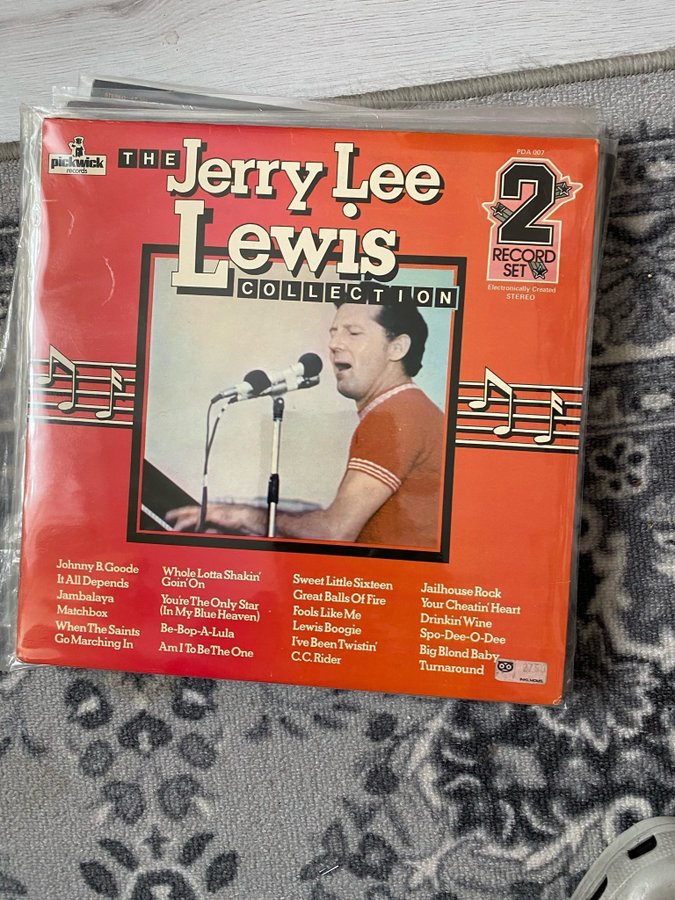 STEREO
pickwick
records
THE
Jerry Lee
Lewis
COLLECTION
PDA 007
2
RECORD
SET
Electronically Created
STEREO
Johnny B. Goode
It All Depends
Jambalaya
Matchbox
When The Saints
Go Marching In
Whole Lotta Shakin'
Goin' On
You're The Only Star
(In My Blue Heaven)
Be-Bop-A-Lula
Am I To Be The One
Sweet Little Sixteen
Great Balls Of Fire
Fools Like Me
Lewis Boogie
I've Been Twistin'
C.C. Rider
Jailhouse Rock
Your Cheatin' Heart
Drinkin' Wine
Spo-Dee-O-Dee
Big Blond Baby
Turnaround